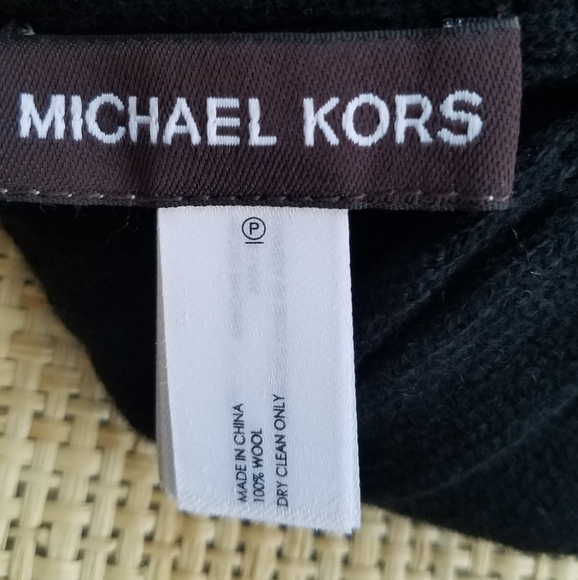 MICHAEL KORS
P
MADE IN CHINA
100% WOOL
DRY CLEAN ONLY